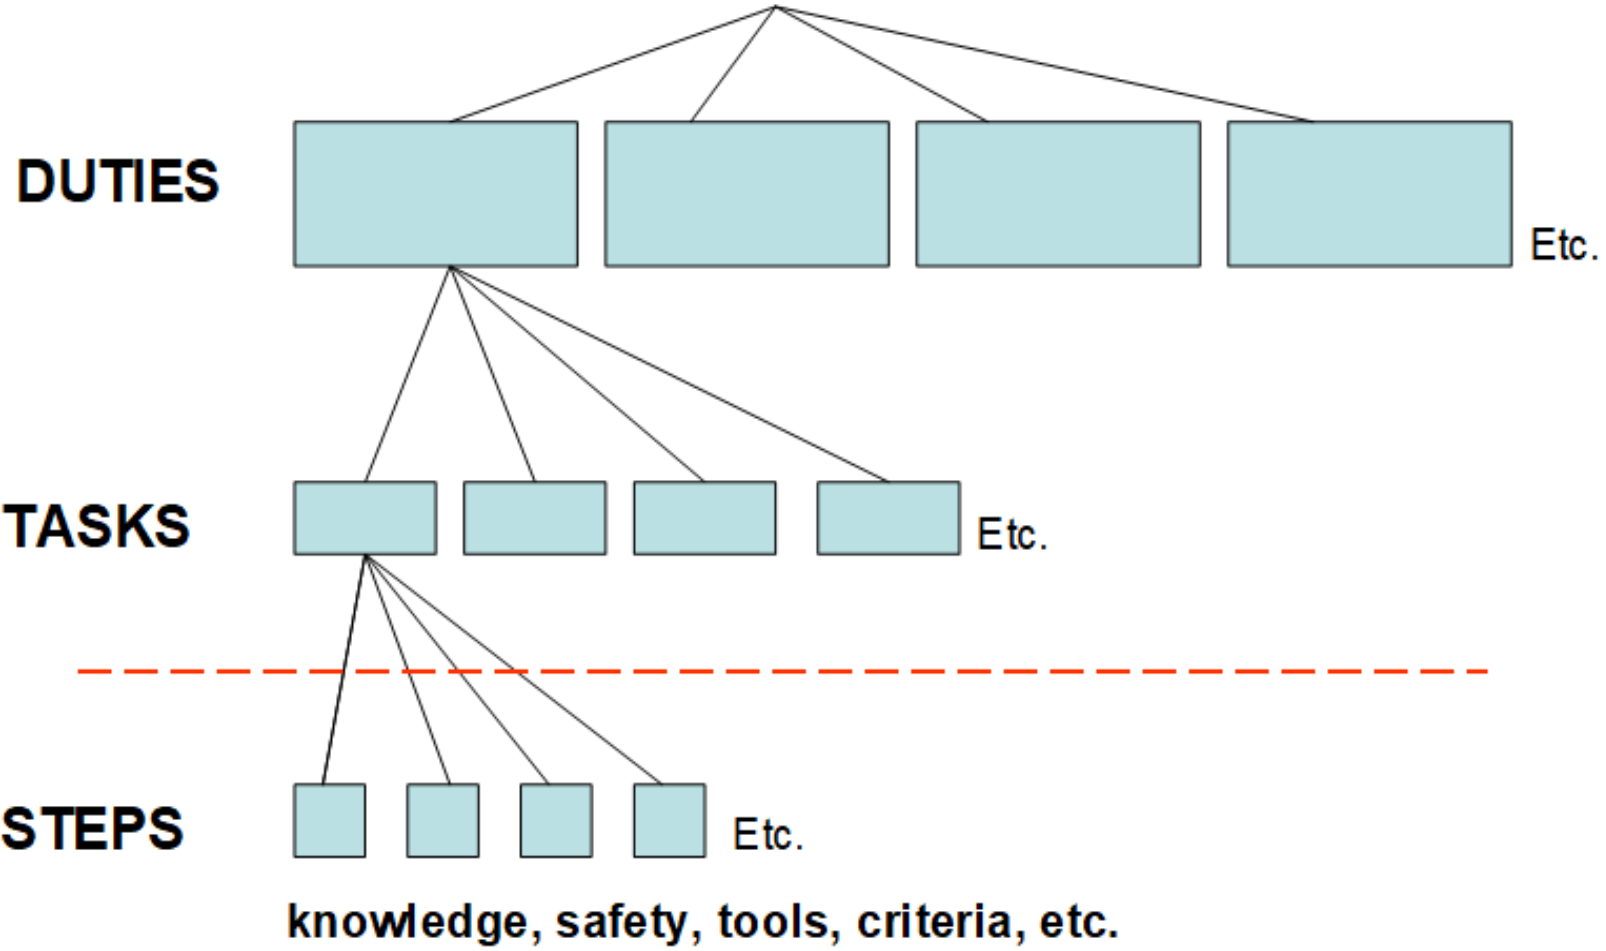 DUTIES
Etc.
TASKS
Etc.
STEPS
Etc.
knowledge, safety, tools, criteria, etc.